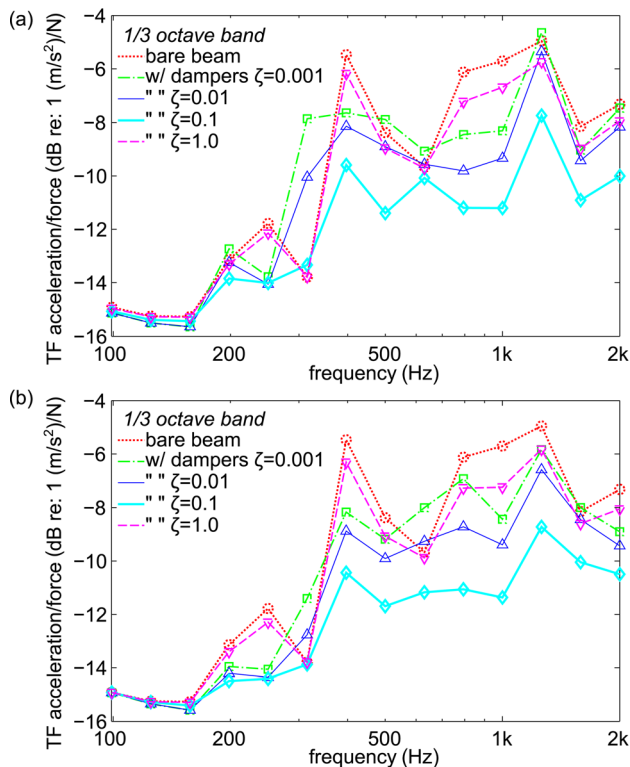 (a)
1/3 octave band
bare beam
w/ dampers ζ=0.001
" " ζ=0.01
" " ζ=0.1
" " ζ=1.0
TF acceleration/force (dB re: 1 (m/s²)/N)
−4
−6
−8
−10
−12
−14
−16
100
200
500
1k
2k
frequency (Hz)
(b)
1/3 octave band
bare beam
w/ dampers ζ=0.001
" " ζ=0.01
" " ζ=0.1
" " ζ=1.0
TF acceleration/force (dB re: 1 (m/s²)/N)
−4
−6
−8
−10
−12
−14
−16
100
200
500
1k
2k
frequency (Hz)